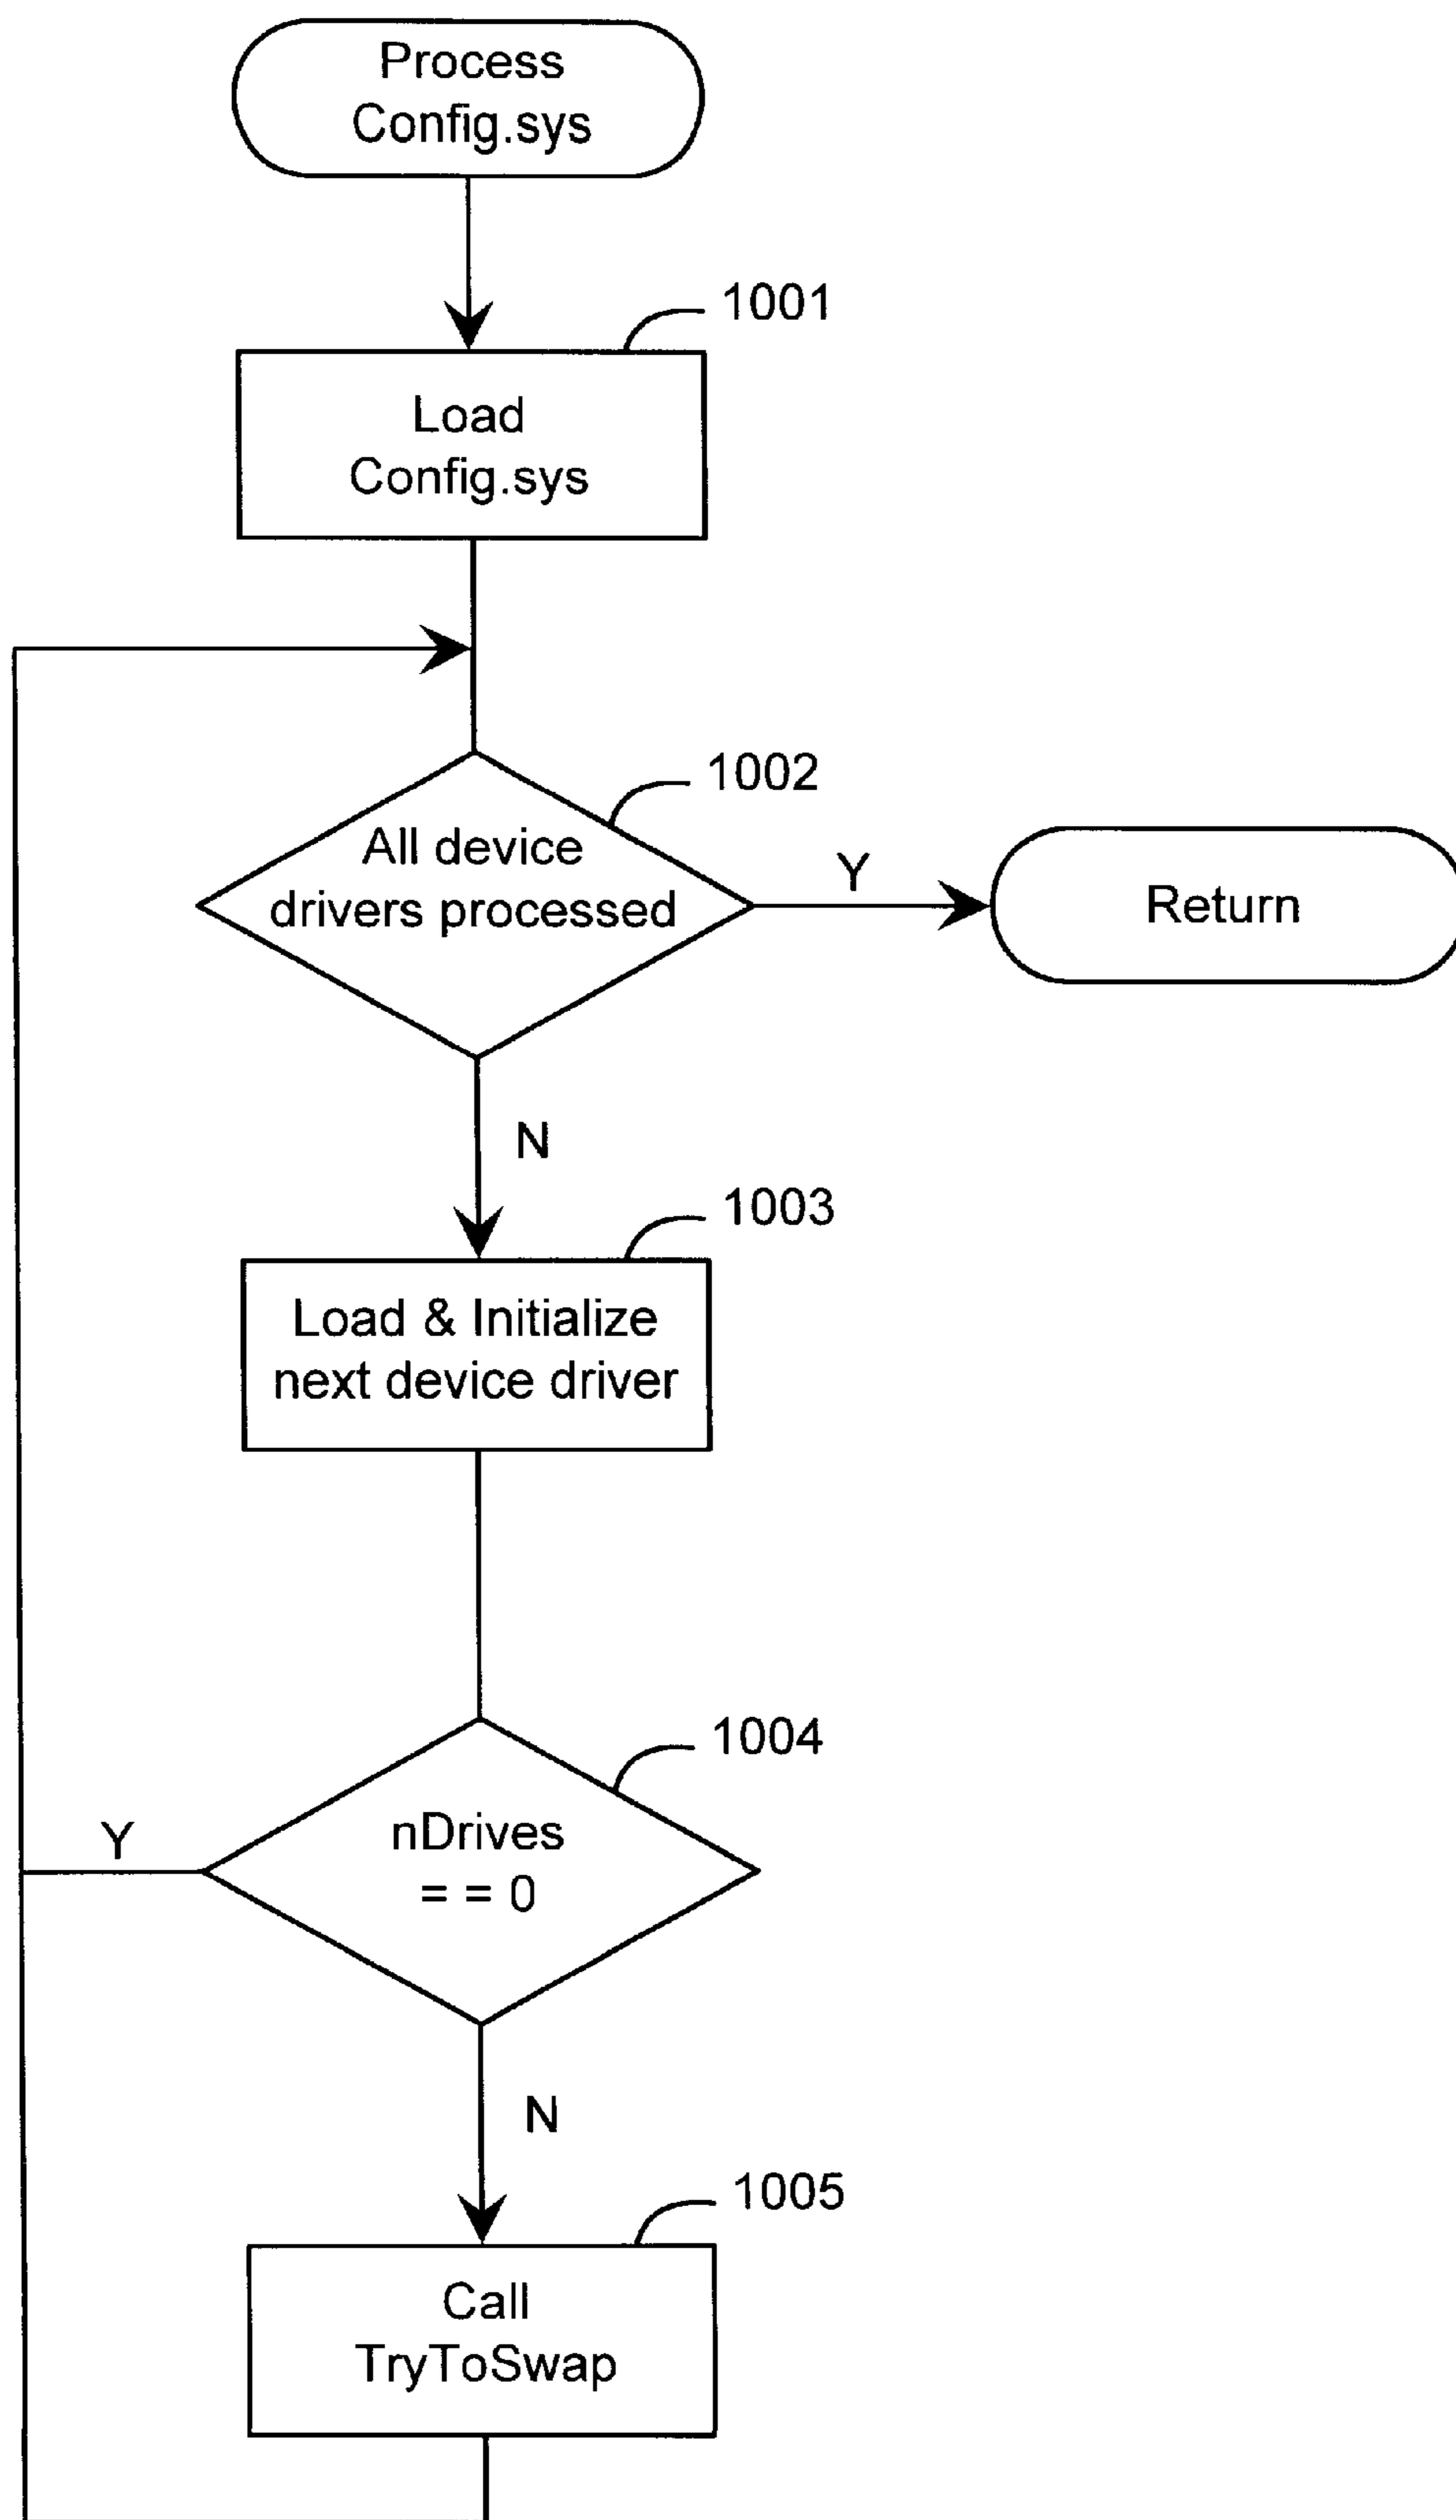 Process
Config.sys
1001
Load
Config.sys
1002
All device
drivers processed
Y
Return
N
1003
Load & Initialize
next device driver
1004
nDrives
= = 0
Y
N
1005
Call
TryToSwap